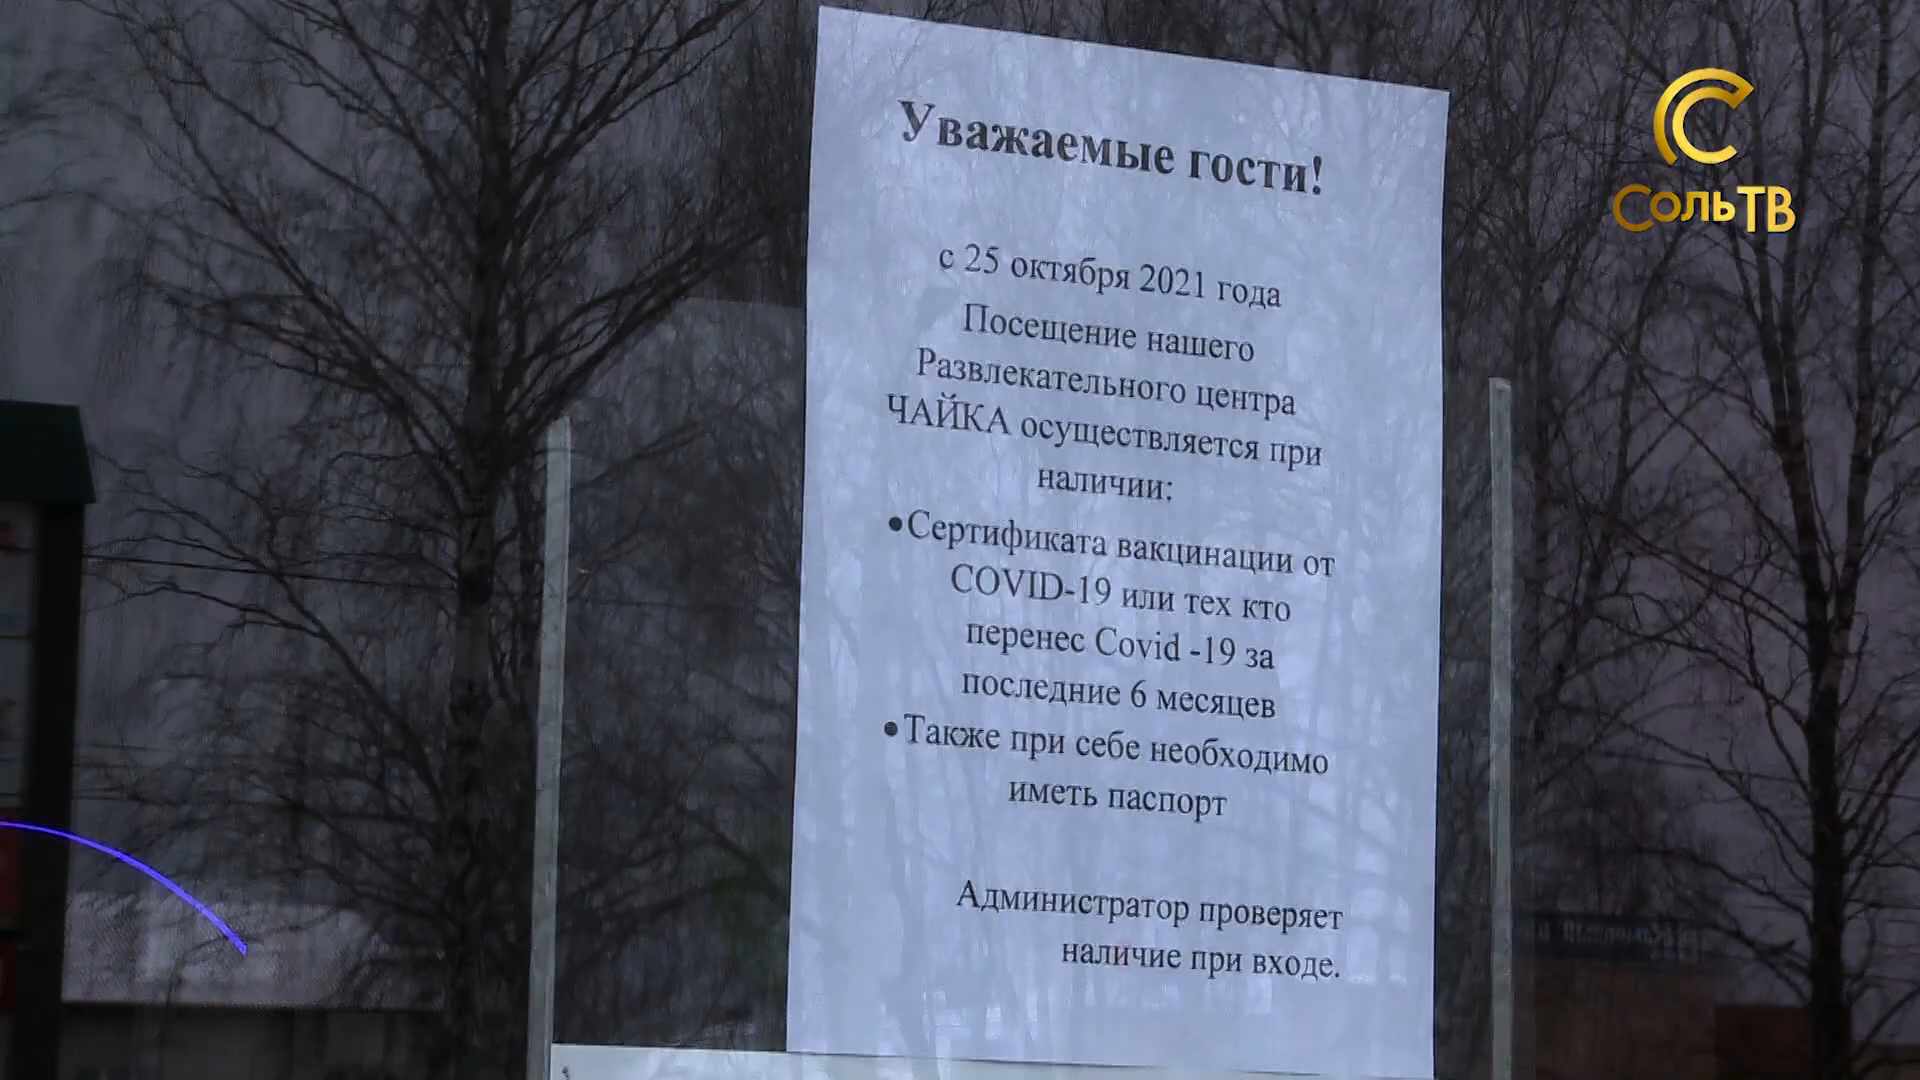 Уважаемые гости!
с 25 октября 2021 года
Посещение нашего
Развлекательного центра
ЧАЙКА осуществляется при
наличии:
•Сертификата вакцинации от
COVID-19 или тех кто
перенес Covid -19 за
последние 6 месяцев
•Также при себе необходимо
иметь паспорт
Администратор проверяет
наличие при входе.
СольТВ